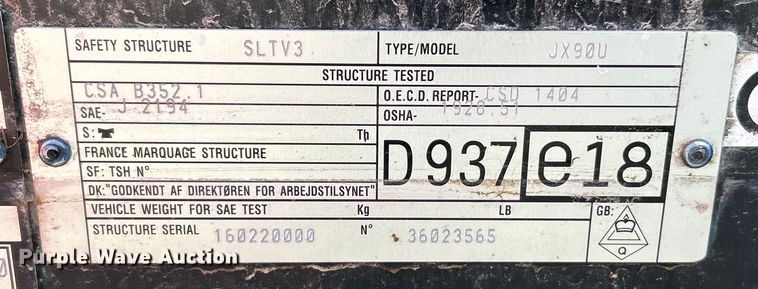 SAFETY STRUCTURE SLTV3 TYPE/MODEL JX90U
STRUCTURE TESTED
CSA B352.1 O.E.C.D. REPORT- CSD 1404
SAE- J 2194 OSHA- 1928.51
S: Th
FRANCE MARQUAGE STRUCTURE D937 e18
SF: TSH N°
DK:"GODKENDT AF DIREKTØREN FOR ARBEJDSTILSYNET"
VEHICLE WEIGHT FOR SAE TEST Kg LB GB:
STRUCTURE SERIAL 160220000 N° 36023565
Q
Purple Wave Auction